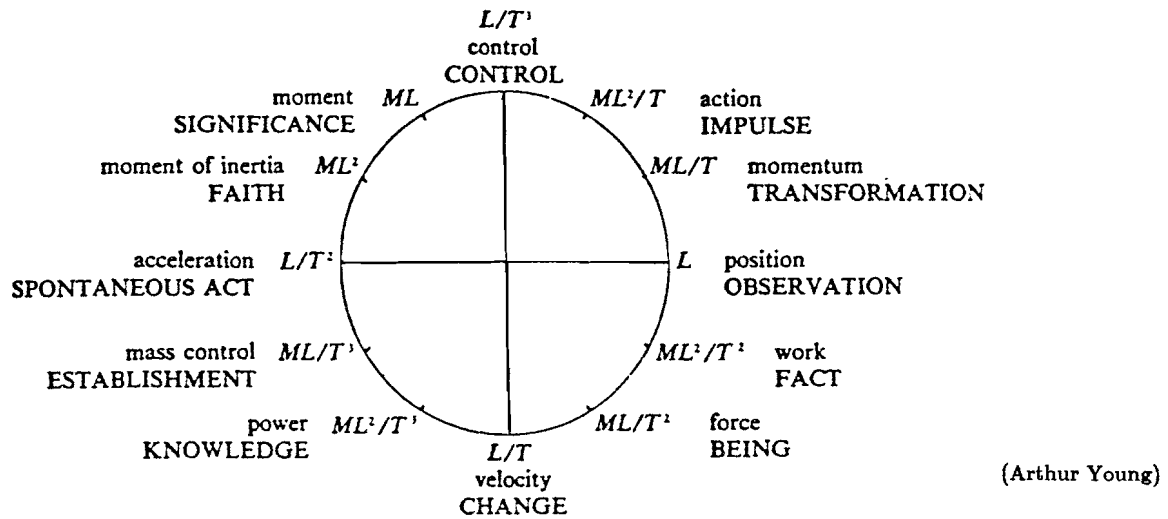 L/T³
control
CONTROL
moment ML
SIGNIFICANCE
ML²/T action
IMPULSE
moment of inertia ML²
FAITH
ML/T momentum
TRANSFORMATION
acceleration L/T²
SPONTANEOUS ACT
L position
OBSERVATION
mass control ML/T³
ESTABLISHMENT
ML²/T² work
FACT
power ML²/T³
KNOWLEDGE
ML/T² force
BEING
L/T
velocity
CHANGE
(Arthur Young)